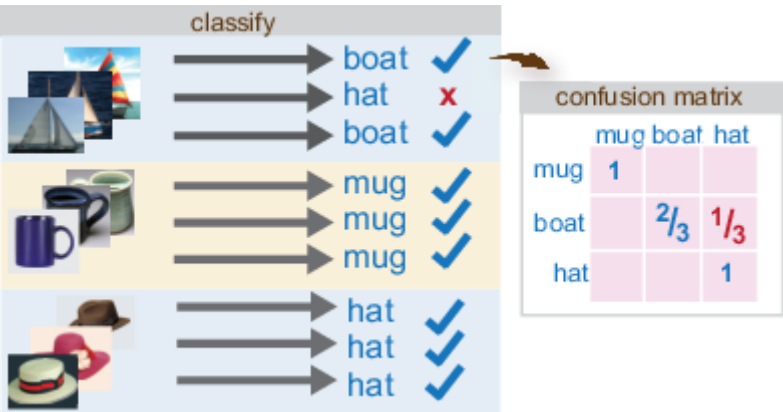 classify
boat ✓
hat x
boat ✓
mug ✓
mug ✓
mug ✓
hat ✓
hat ✓
hat ✓
confusion matrix
mug boat hat
mug 1
boat 2/3 1/3
hat 1